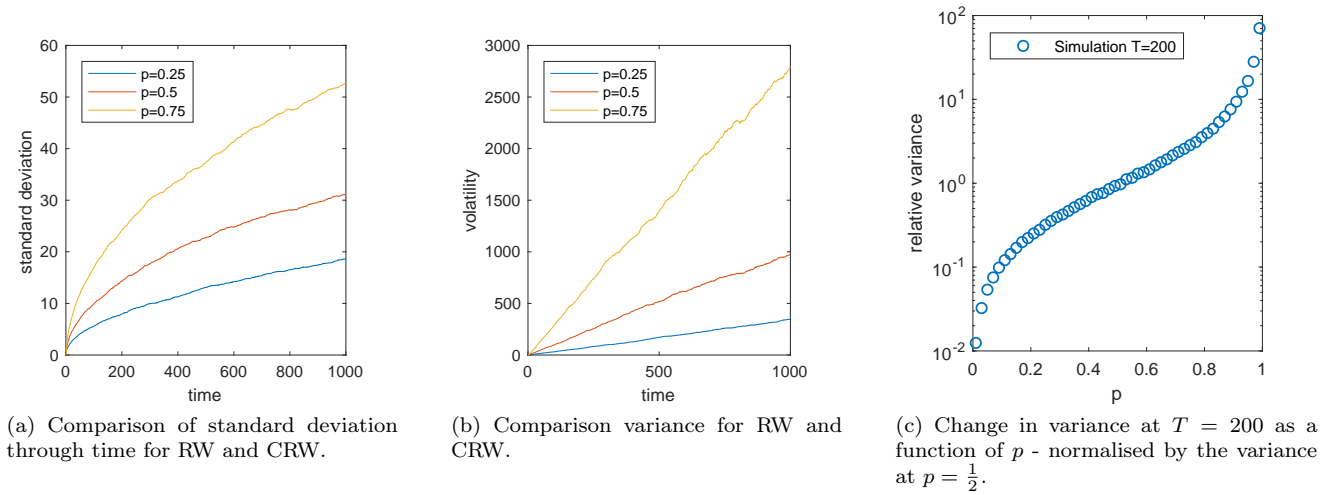 60
50
40
30
20
10
0
standard deviation
p=0.25
p=0.5
p=0.75
0 200 400 600 800 1000
time
(a) Comparison of standard deviation
through time for RW and CRW.
3000
2500
2000
1500
1000
500
0
volatility
p=0.25
p=0.5
p=0.75
0 500 1000
time
(b) Comparison variance for RW and
CRW.
10^2
10^1
10^0
10^-1
10^-2
relative variance
Simulation T=200
0 0.2 0.4 0.6 0.8 1
p
(c) Change in variance at T = 200 as a
function of p - normalised by the variance
at p = 1/2.